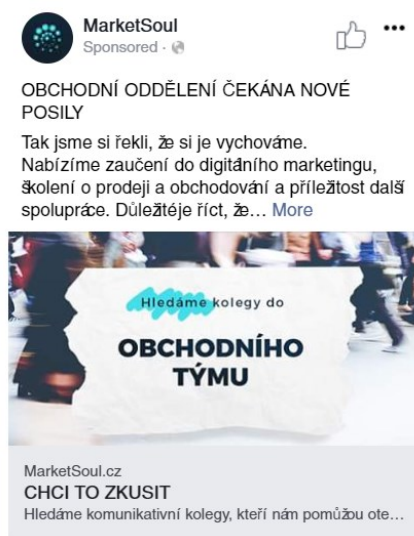 MarketSoul
Sponsored ·
OBCHODNÍ ODDĚLENÍ ČEKÁNA NOVÉ
POSILY
Tak jsme si řekli, že si je vychováme.
Nabízíme zaučení do digitálního marketingu,
školení o prodeji a obchodování a příležitost další
spolupráce. Důležitéje říct, že… More
Hledáme kolegy do
OBCHODNÍHO
TÝMU
MarketSoul.cz
CHCI TO ZKUSIT
Hledáme komunikativní kolegy, kteří nám pomůžou ote…